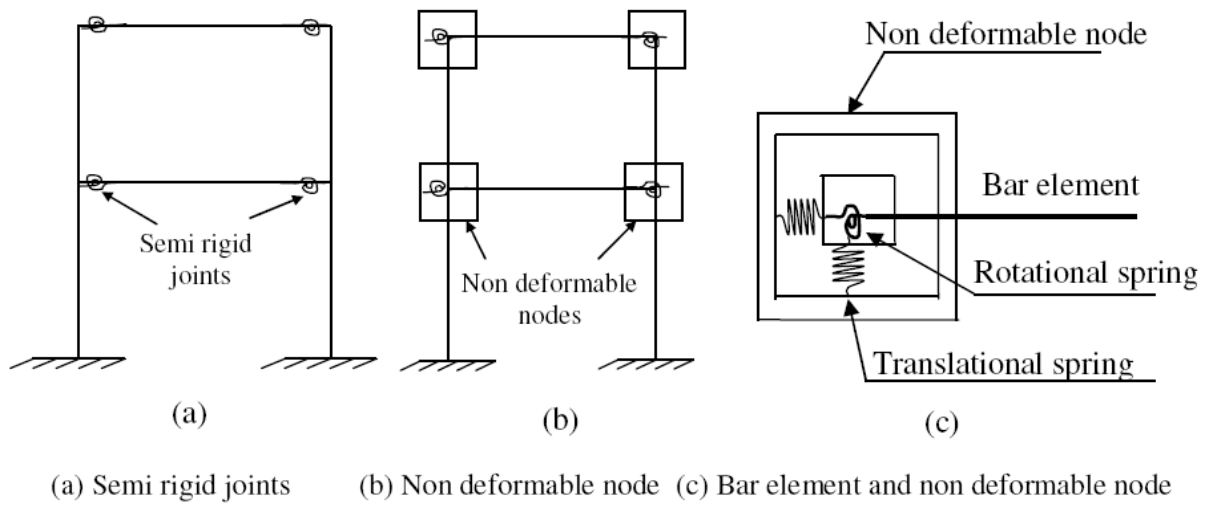 Non deformable node
Bar element
Semi rigid
joints
Rotational spring
Non deformable
nodes
Translational spring
(a)
(b)
(c)
(a) Semi rigid joints (b) Non deformable node (c) Bar element and non deformable node